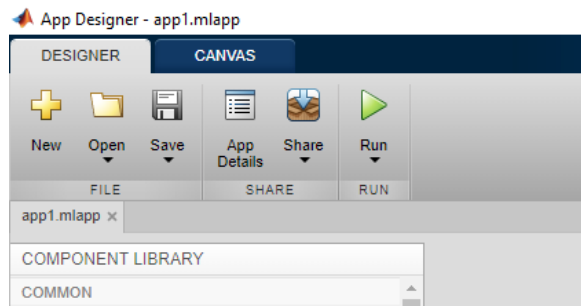 App Designer - app1.mlapp
DESIGNER CANVAS
New Open Save App Details Share Run
FILE SHARE RUN
app1.mlapp ×
COMPONENT LIBRARY
COMMON